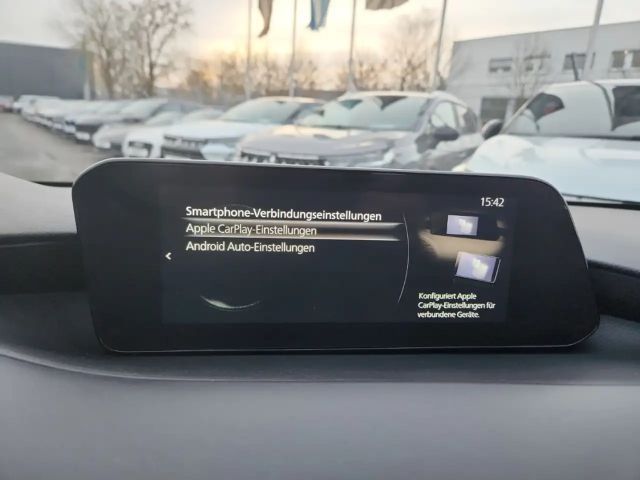 15:42
Smartphone-Verbindungseinstellungen
Apple CarPlay-Einstellungen
Android Auto-Einstellungen
Konfiguriert Apple
CarPlay-Einstellungen für
verbundene Geräte.